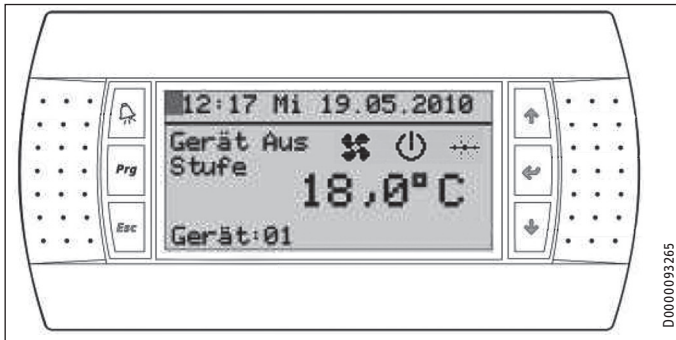 12:17 Mi 19.05.2010
Gerät Aus
Stufe
18,0°C
Gerät:01
Prg
Esc
D0000093265